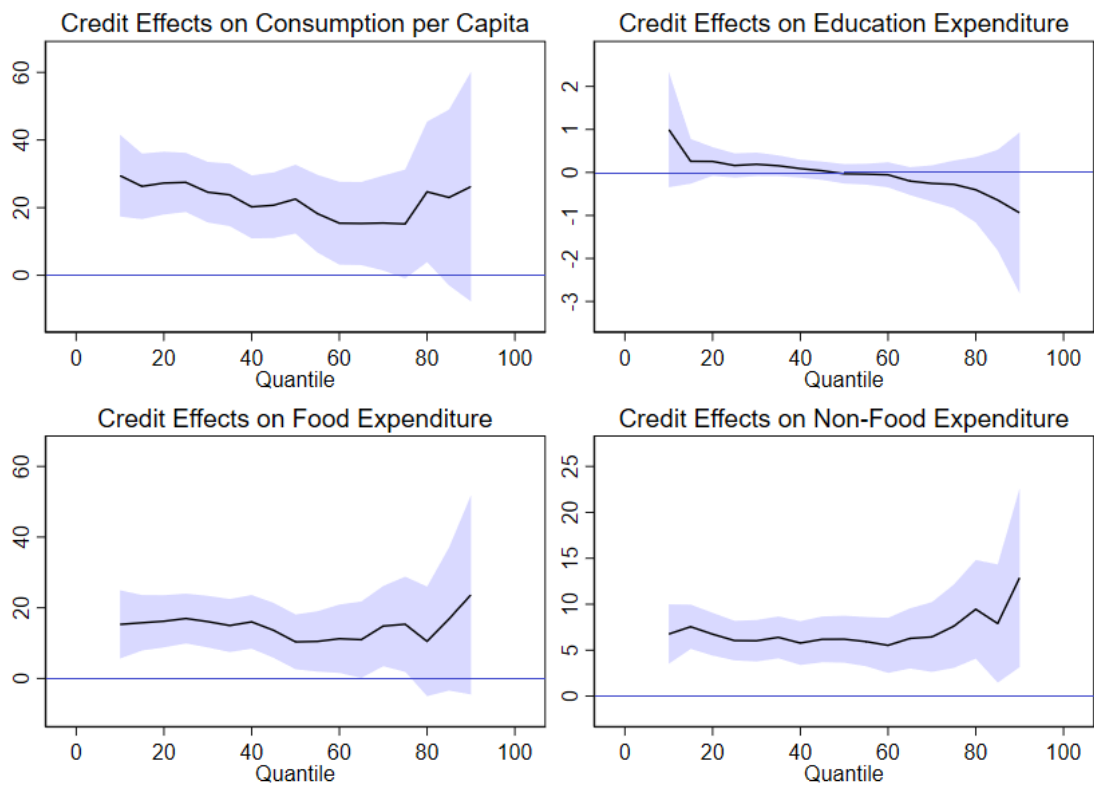 Credit Effects on Consumption per Capita
60
40
20
0
0 20 40 60 80 100
Quantile
Credit Effects on Education Expenditure
2
1
0
-1
-2
-3
0 20 40 60 80 100
Quantile
Credit Effects on Food Expenditure
60
40
20
0
0 20 40 60 80 100
Quantile
Credit Effects on Non-Food Expenditure
25
20
15
10
5
0
0 20 40 60 80 100
Quantile